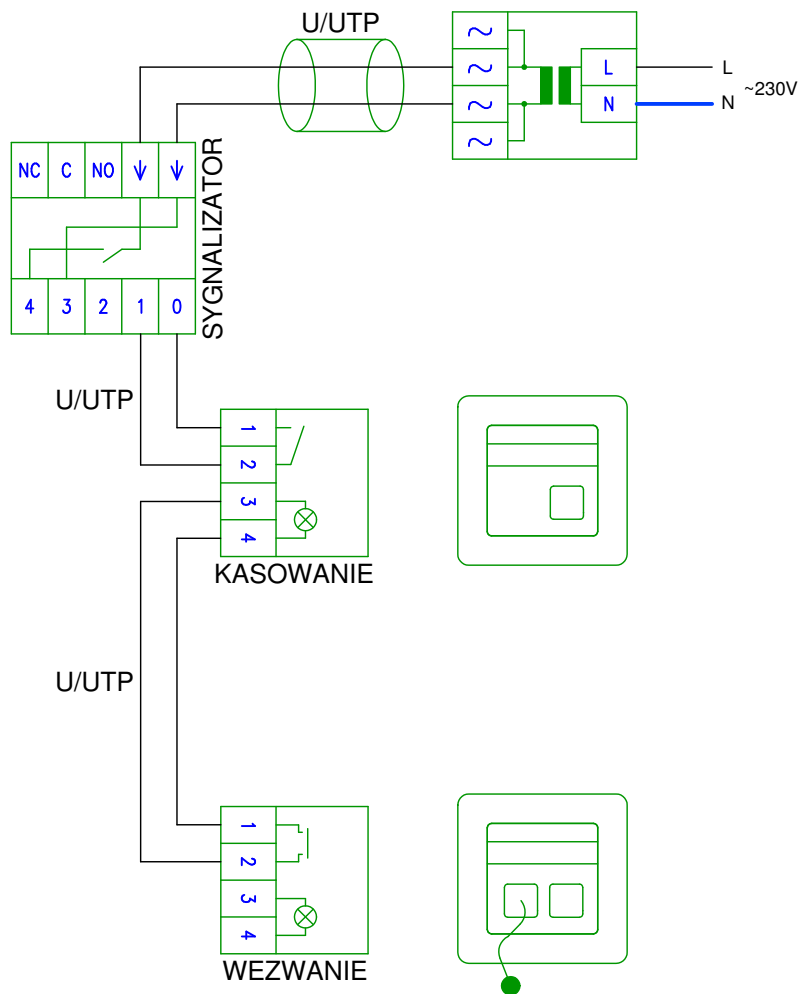 U/UTP
~
~ L L
~230V
~ N N
~
NC C NO ↓ ↓
SYGNALIZATOR
4 3 2 1 0
U/UTP
1
2
3
4
KASOWANIE
U/UTP
1
2
3
4
WEZWANIE